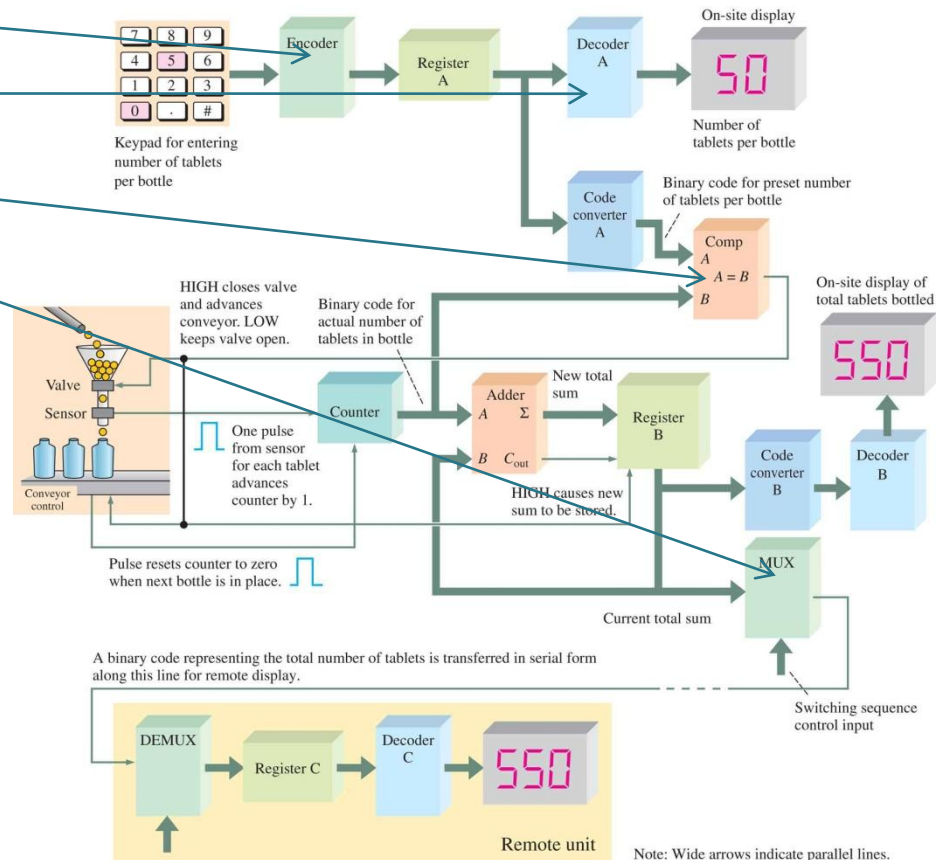 7 8 9
4 5 6
1 2 3
0 . #
Keypad for entering
number of tablets
per bottle
Encoder
Register
A
Decoder
A
On-site display
50
Number of
tablets per bottle
Code
converter
A
Binary code for preset number
of tablets per bottle
Comp
A
A = B
B
HIGH closes valve
and advances
conveyor. LOW
keeps valve open.
Binary code for
actual number of
tablets in bottle
On-site display of
total tablets bottled
550
Valve
Sensor
Conveyor
control
One pulse
from sensor
for each tablet
advances
counter by 1.
Counter
Adder
A Σ
B Cout
New total
sum
Register
B
HIGH causes new
sum to be stored.
Code
converter
B
Decoder
B
Pulse resets counter to zero
when next bottle is in place.
MUX
Current total sum
Switching sequence
control input
A binary code representing the total number of tablets is transferred in serial form
along this line for remote display.
DEMUX
Register C
Decoder
C
550
Remote unit
Note: Wide arrows indicate parallel lines.